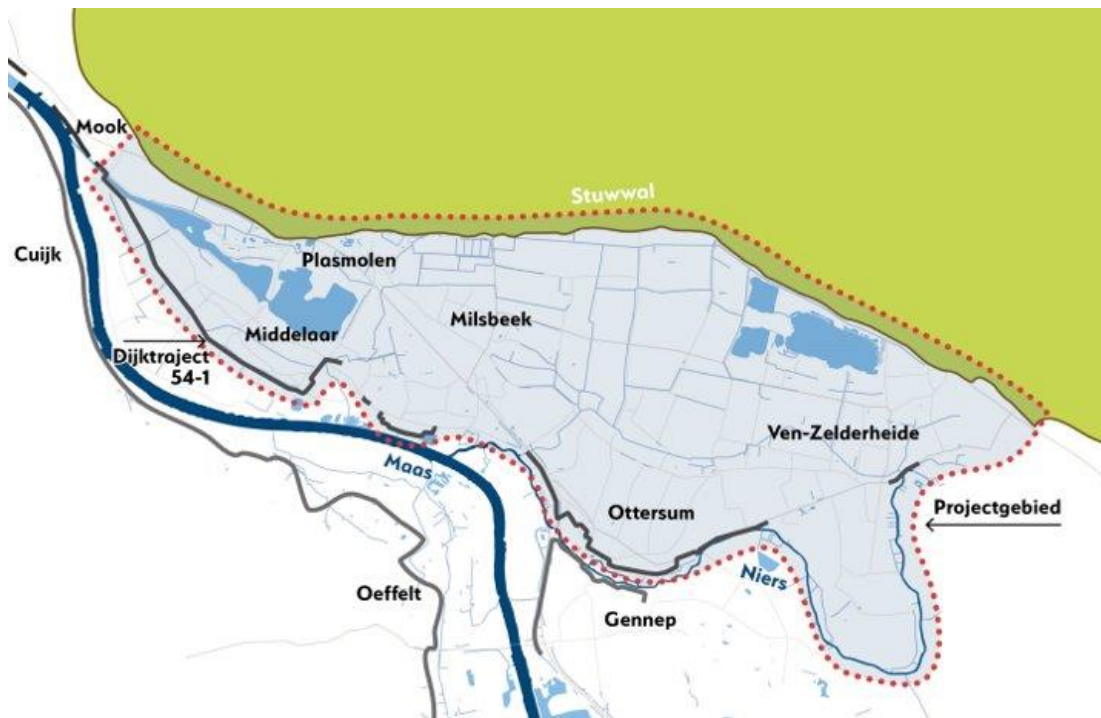 Mook
Stuwwal
Cuijk
Plasmolen
Milsbeek
Middelaar
Dijktraject
54-1
Ven-Zelderheide
Maas
Ottersum
Projectgebied
Niers
Oeffelt
Gennep